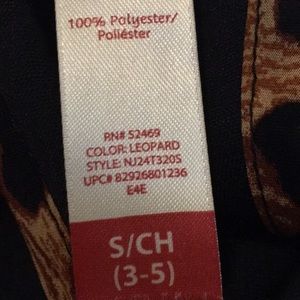 100% Polyester/
Poliéster
RN# 52469
COLOR: LEOPARD
STYLE: NJ24T320S
UPC# 82926801236
E4E
S/CH
(3-5)